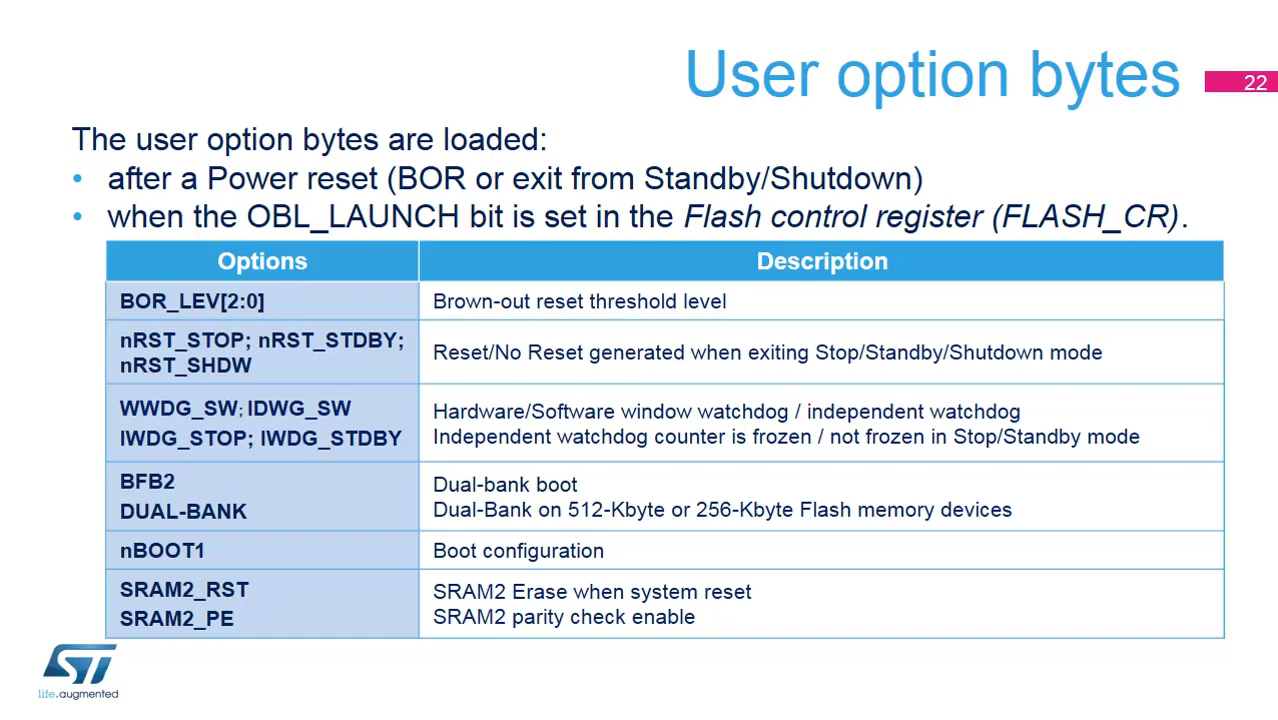 User option bytes
22
The user option bytes are loaded:
• after a Power reset (BOR or exit from Standby/Shutdown)
• when the OBL_LAUNCH bit is set in the Flash control register (FLASH_CR).
Options
Description
BOR_LEV[2:0]
Brown-out reset threshold level
nRST_STOP; nRST_STDBY;
nRST_SHDW
Reset/No Reset generated when exiting Stop/Standby/Shutdown mode
WWDG_SW; IDWG_SW
IWDG_STOP; IWDG_STDBY
Hardware/Software window watchdog / independent watchdog
Independent watchdog counter is frozen / not frozen in Stop/Standby mode
BFB2
DUAL-BANK
Dual-bank boot
Dual-Bank on 512-Kbyte or 256-Kbyte Flash memory devices
nBOOT1
Boot configuration
SRAM2_RST
SRAM2_PE
SRAM2 Erase when system reset
SRAM2 parity check enable
ST
life.augmented